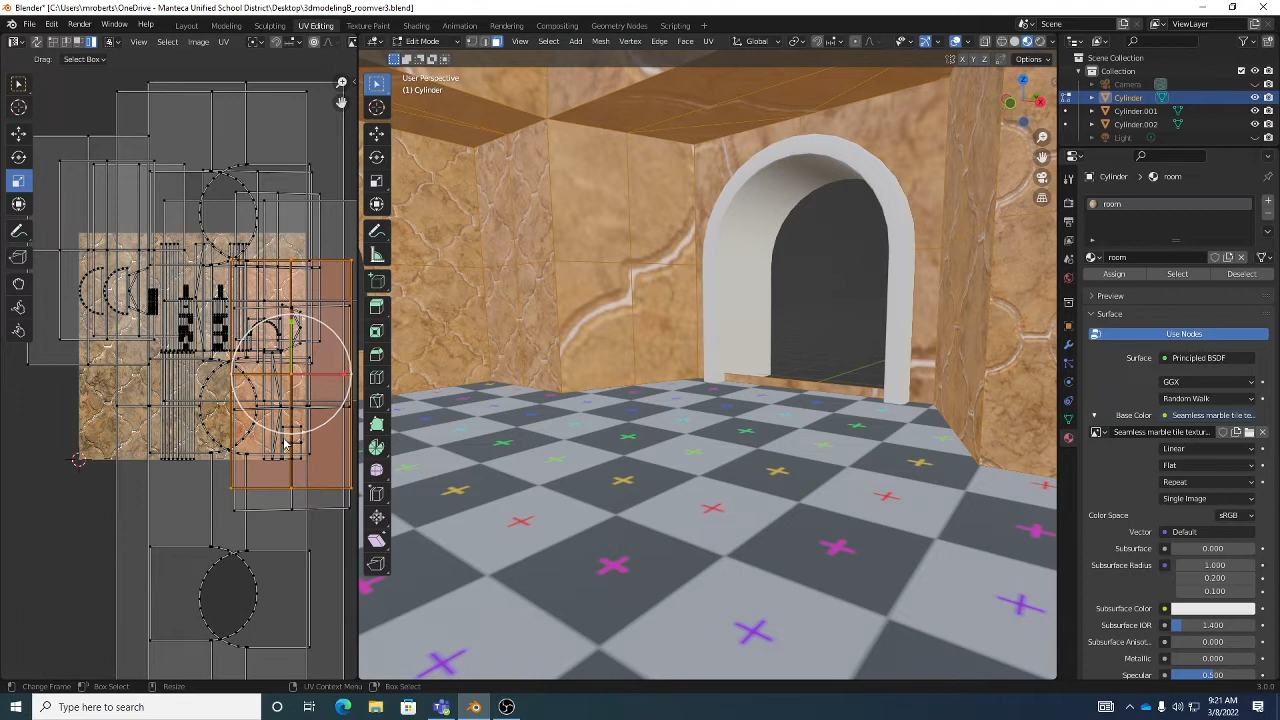 Blender* [C:\Users\mroberts\OneDrive - Manteca Unified School District\Desktop\3dmodeling8_roomver3.blend]
File Edit Render Window Help Layout Modeling Sculpting UV Editing Texture Paint Shading Animation Rendering Compositing Geometry Nodes Scripting + Scene ViewLayer
View Select Image UV Edit Mode View Select Add Mesh Vertex Edge Face UV Global
Drag: Select Box X Y Z Options
User Perspective
(1) Cylinder
Scene Collection
Collection
Camera
Cylinder
Cylinder.001
Cylinder.002
Light
Z
X
Cylinder room
room
room
Assign Select Deselect
Preview
Surface
Use Nodes
Surface Principled BSDF
GGX
Random Walk
Base Color Seamless marble tile te..
Seamless marble tile textur..
Linear
Flat
Repeat
Single Image
Color Space sRGB
Vector Default
Subsurface 0.000
Subsurface Radius 1.000
0.200
0.100
Subsurface Color
Subsurface IOR 1.400
Subsurface Anisot.. 0.000
Metallic 0.000
Specular 0.500
Change Frame Box Select Resize UV Context Menu Box Select 3.0.0
Type here to search
9:21 AM
3/8/2022